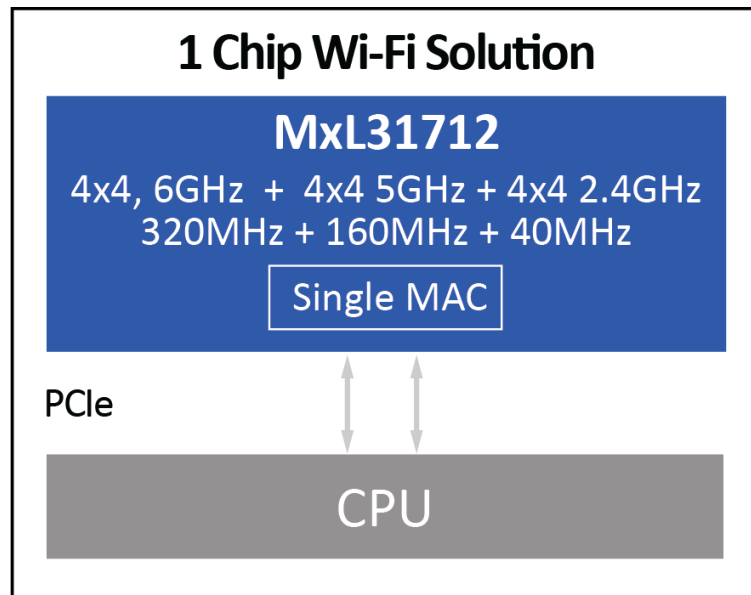 1 Chip Wi-Fi Solution
MxL31712
4x4, 6GHz + 4x4 5GHz + 4x4 2.4GHz
320MHz + 160MHz + 40MHz
Single MAC
PCIe
CPU